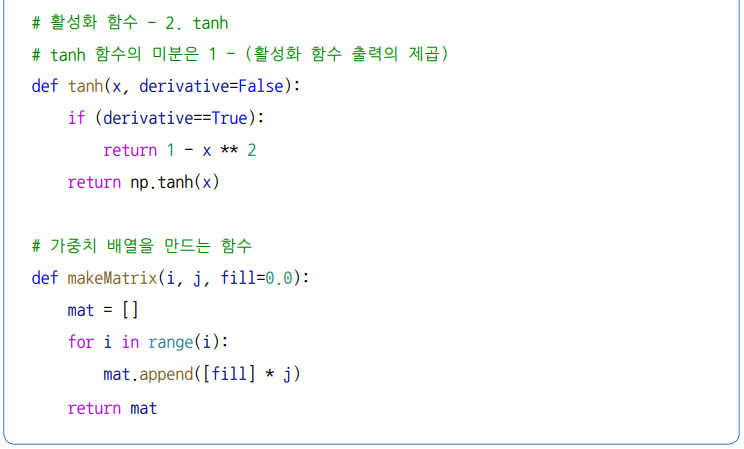 # 활성화 함수 - 2. tanh
# tanh 함수의 미분은 1 - (활성화 함수 출력의 제곱)
def tanh(x, derivative=False):
    if (derivative==True):
        return 1 - x ** 2
    return np.tanh(x)

# 가중치 배열을 만드는 함수
def makeMatrix(i, j, fill=0.0):
    mat = []
    for i in range(i):
        mat.append([fill] * j)
    return mat